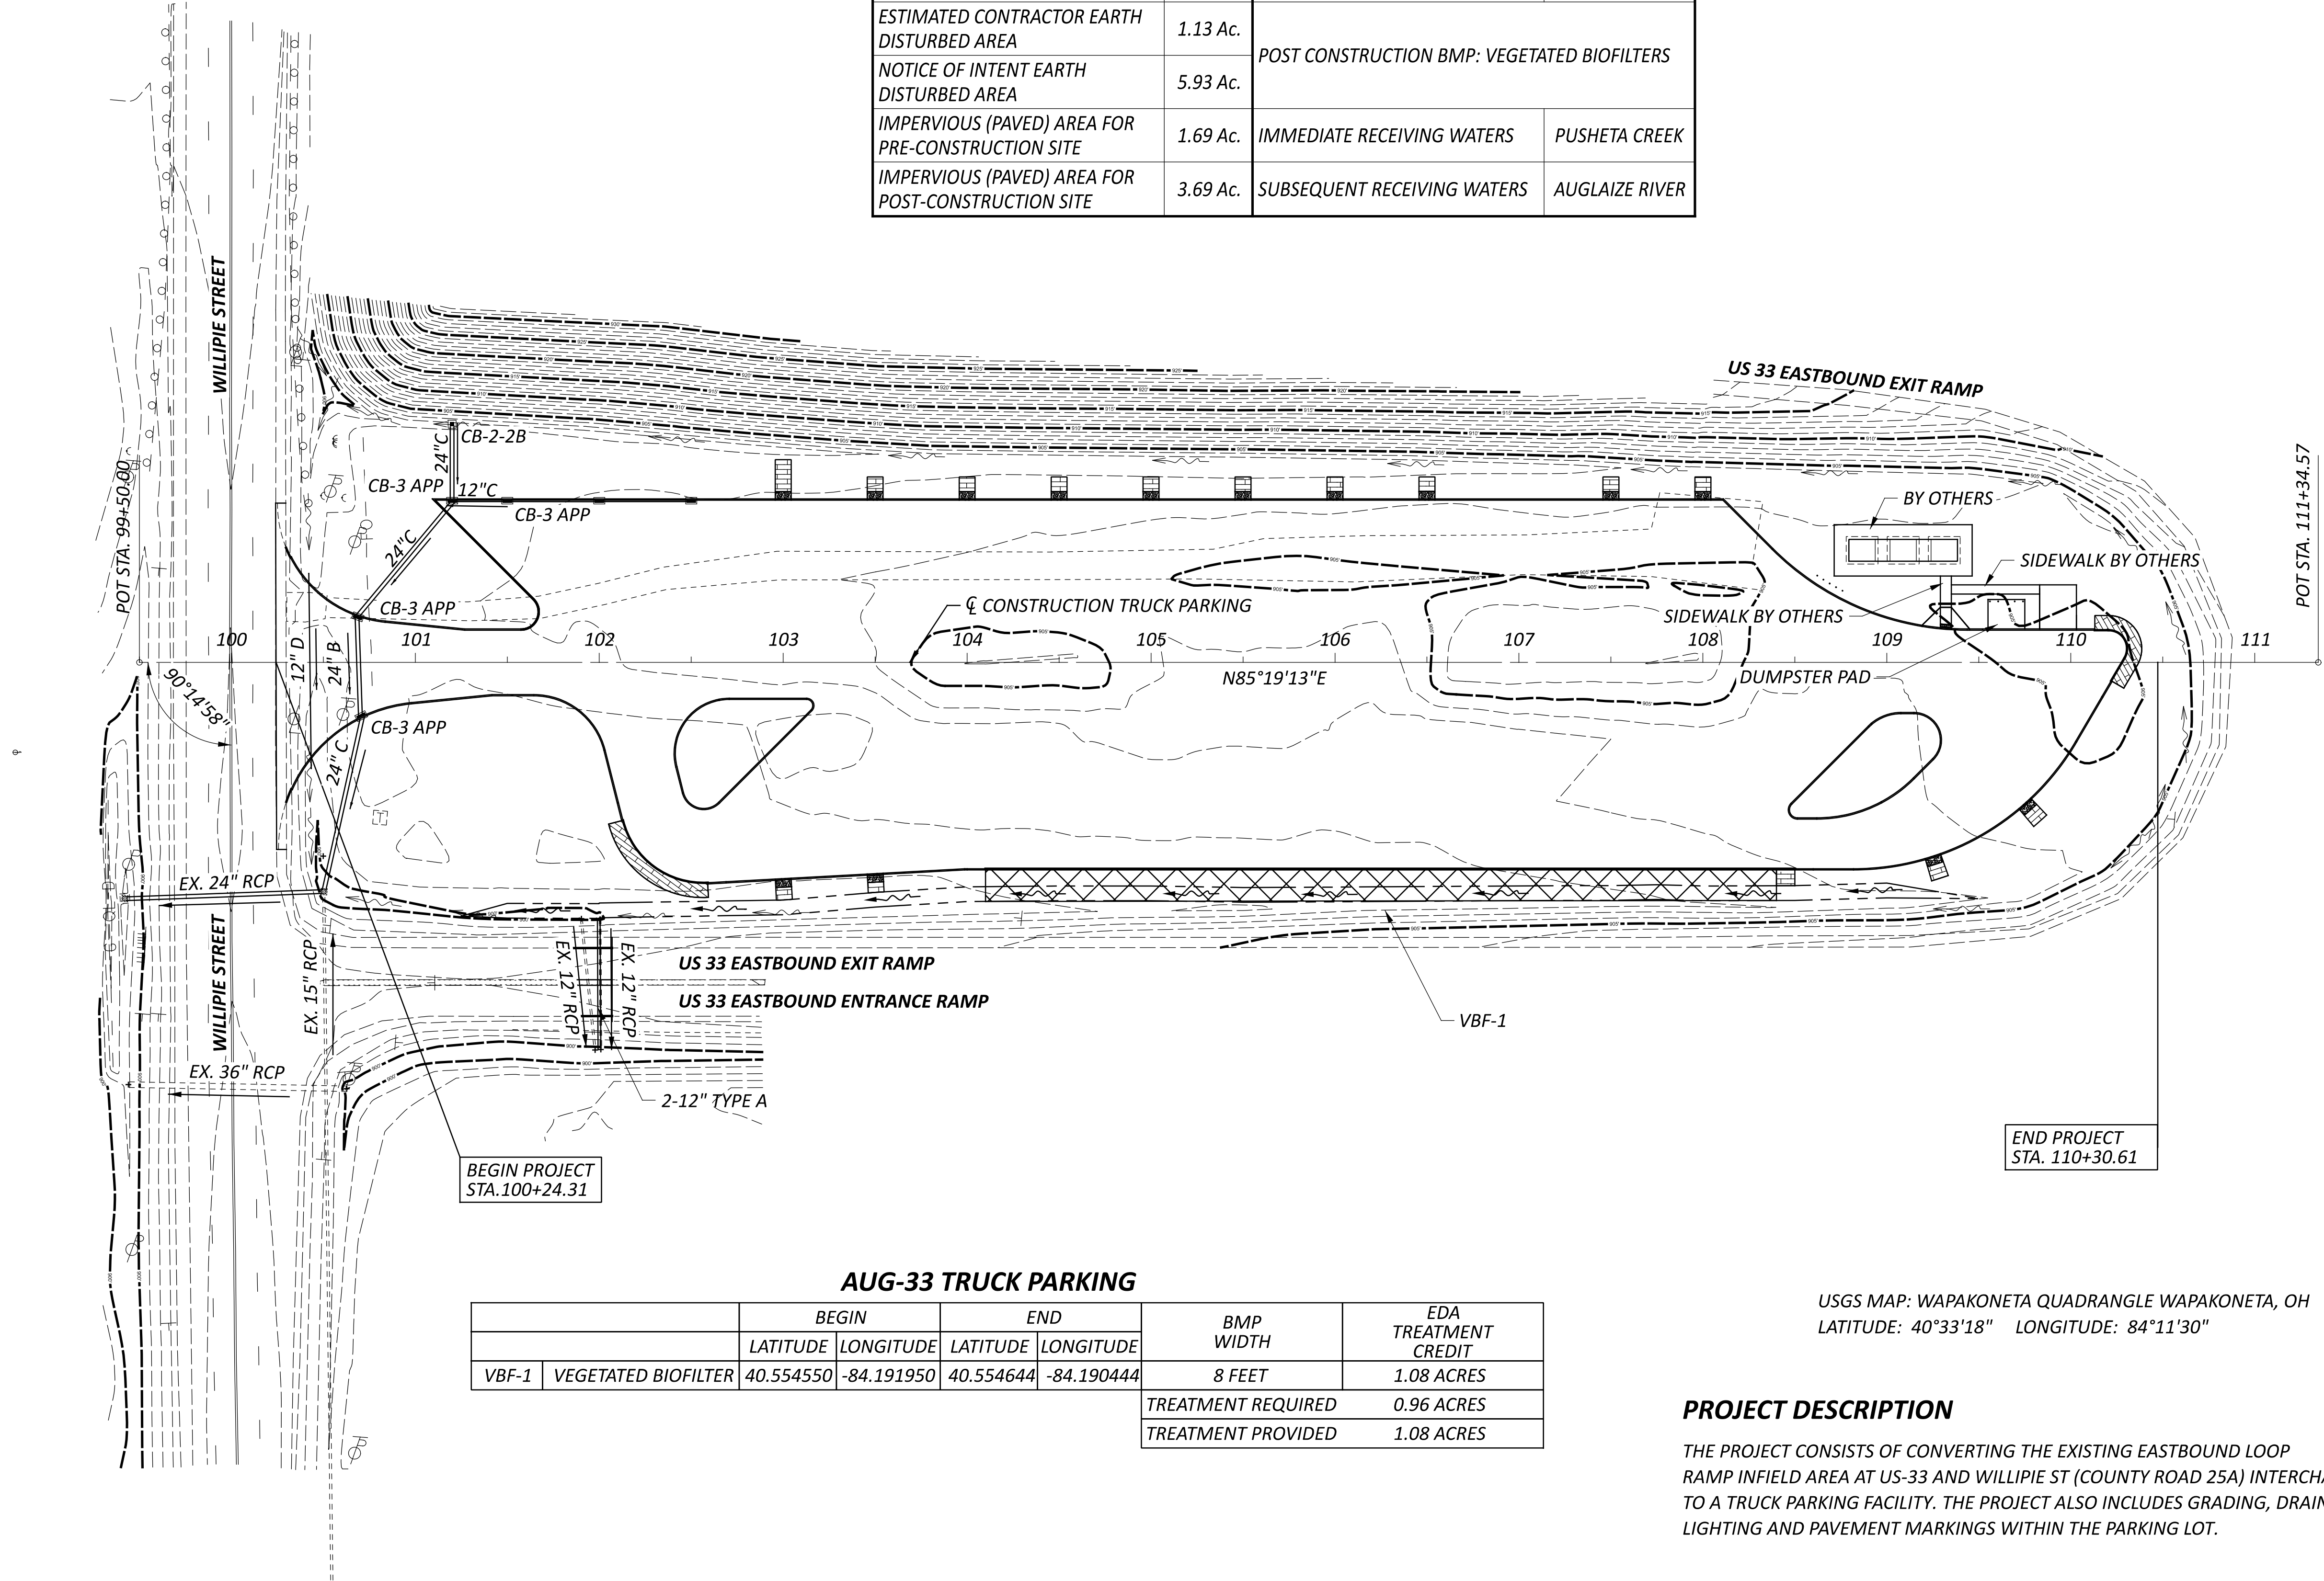 ESTIMATED CONTRACTOR EARTH
DISTURBED AREA
1.13 Ac.
POST CONSTRUCTION BMP: VEGETATED BIOFILTERS
NOTICE OF INTENT EARTH
DISTURBED AREA
5.93 Ac.
IMPERVIOUS (PAVED) AREA FOR
PRE-CONSTRUCTION SITE
1.69 Ac.
IMMEDIATE RECEIVING WATERS
PUSHETA CREEK
IMPERVIOUS (PAVED) AREA FOR
POST-CONSTRUCTION SITE
3.69 Ac.
SUBSEQUENT RECEIVING WATERS
AUGLAIZE RIVER
WILLIPIE STREET
US 33 EASTBOUND EXIT RAMP
POT STA. 99+50.00
POT STA. 111+34.57
24"C
CB-2-2B
CB-3 APP
12"C
CB-3 APP
24"C
CB-3 APP
BY OTHERS
SIDEWALK BY OTHERS
SIDEWALK BY OTHERS
℄ CONSTRUCTION TRUCK PARKING
100
101
102
103
104
105
106
107
108
109
110
111
N85°19'13"E
DUMPSTER PAD
90°14'58"
12" D
24" B
CB-3 APP
24" C
EX. 24" RCP
WILLIPIE STREET
EX. 15" RCP
EX. 12" RCP
EX. 12" RCP
US 33 EASTBOUND EXIT RAMP
US 33 EASTBOUND ENTRANCE RAMP
VBF-1
EX. 36" RCP
2-12" TYPE A
BEGIN PROJECT
STA.100+24.31
END PROJECT
STA. 110+30.61
AUG-33 TRUCK PARKING
BEGIN
END
BMP
WIDTH
EDA
TREATMENT
CREDIT
LATITUDE
LONGITUDE
LATITUDE
LONGITUDE
VBF-1
VEGETATED BIOFILTER
40.554550
-84.191950
40.554644
-84.190444
8 FEET
1.08 ACRES
TREATMENT REQUIRED
0.96 ACRES
TREATMENT PROVIDED
1.08 ACRES
USGS MAP: WAPAKONETA QUADRANGLE WAPAKONETA, OH
LATITUDE: 40°33'18" LONGITUDE: 84°11'30"
PROJECT DESCRIPTION
THE PROJECT CONSISTS OF CONVERTING THE EXISTING EASTBOUND LOOP
RAMP INFIELD AREA AT US-33 AND WILLIPIE ST (COUNTY ROAD 25A)
TO A TRUCK PARKING FACILITY. THE PROJECT ALSO INCLUDES GRADING,
LIGHTING AND PAVEMENT MARKINGS WITHIN THE PARKING LOT.